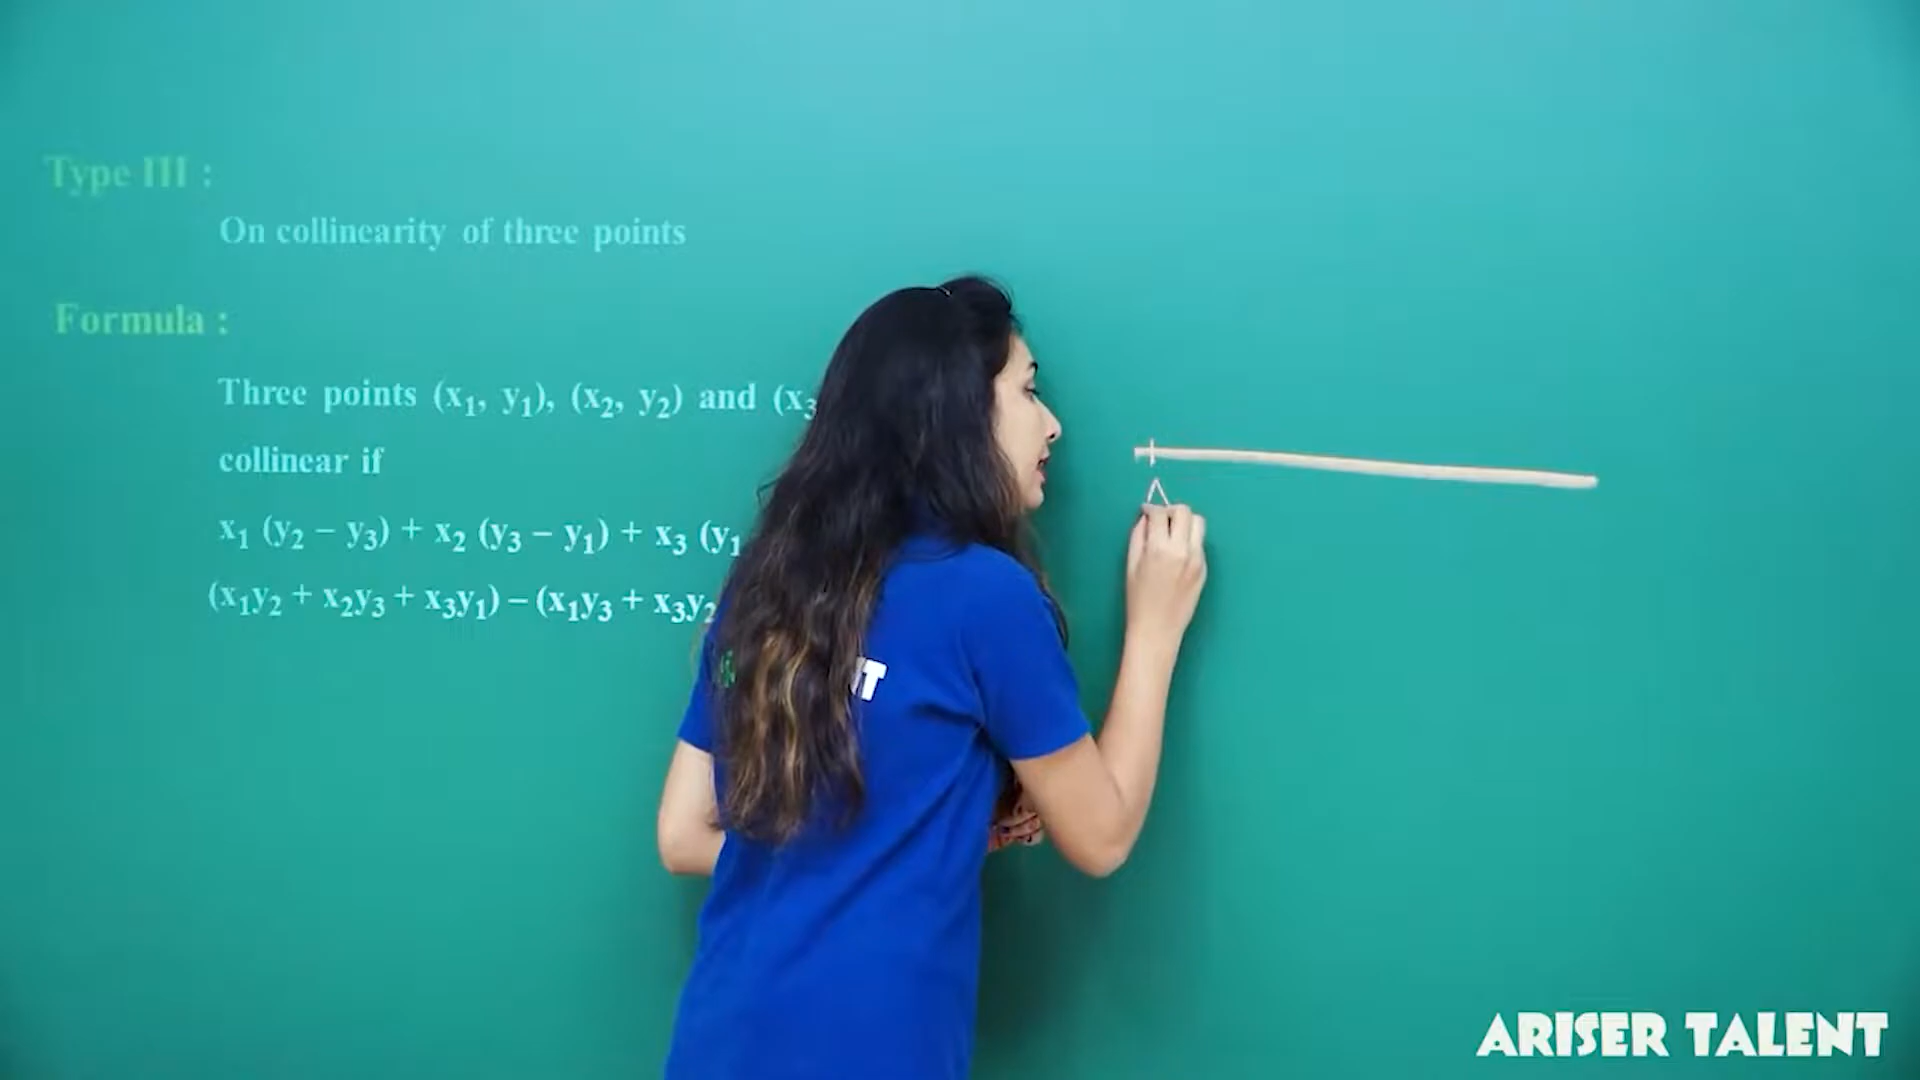 Type III :
On collinearity of three points
Formula :
Three points (x₁, y₁), (x₂, y₂) and (x₃
collinear if
x₁ (y₂ – y₃) + x₂ (y₃ – y₁) + x₃ (y₁
(x₁y₂ + x₂y₃ + x₃y₁) – (x₁y₃ + x₃y₂
A
ARISER TALENT